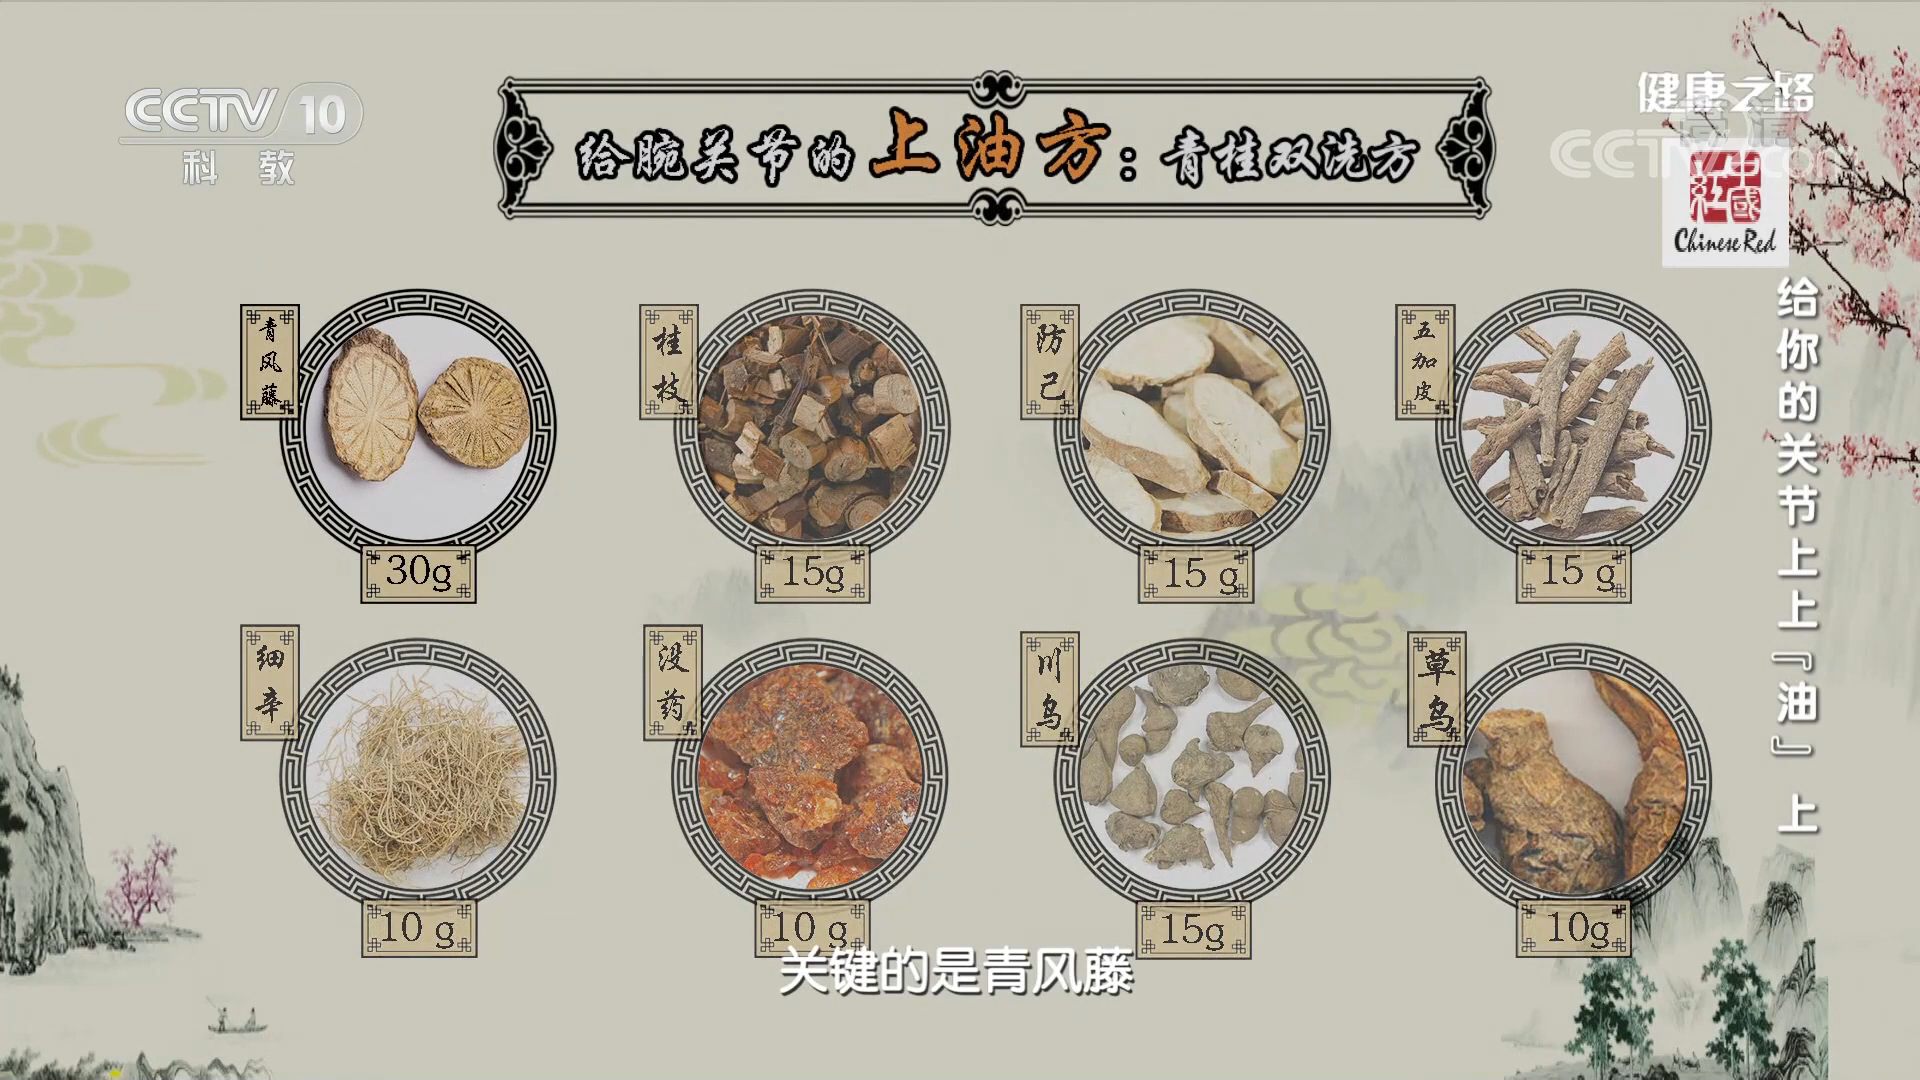 CCTV 10
科教
给腕关节的上油方：青桂双洗方
健康之路
CCTV.com
中國红
Chinese Red
给你的关节上上『油』 上
青风藤
30g
桂枝
15g
防己
15 g
五加皮
15 g
细辛
10 g
没药
10 g
川乌
15g
草乌
10g
关键的是青风藤